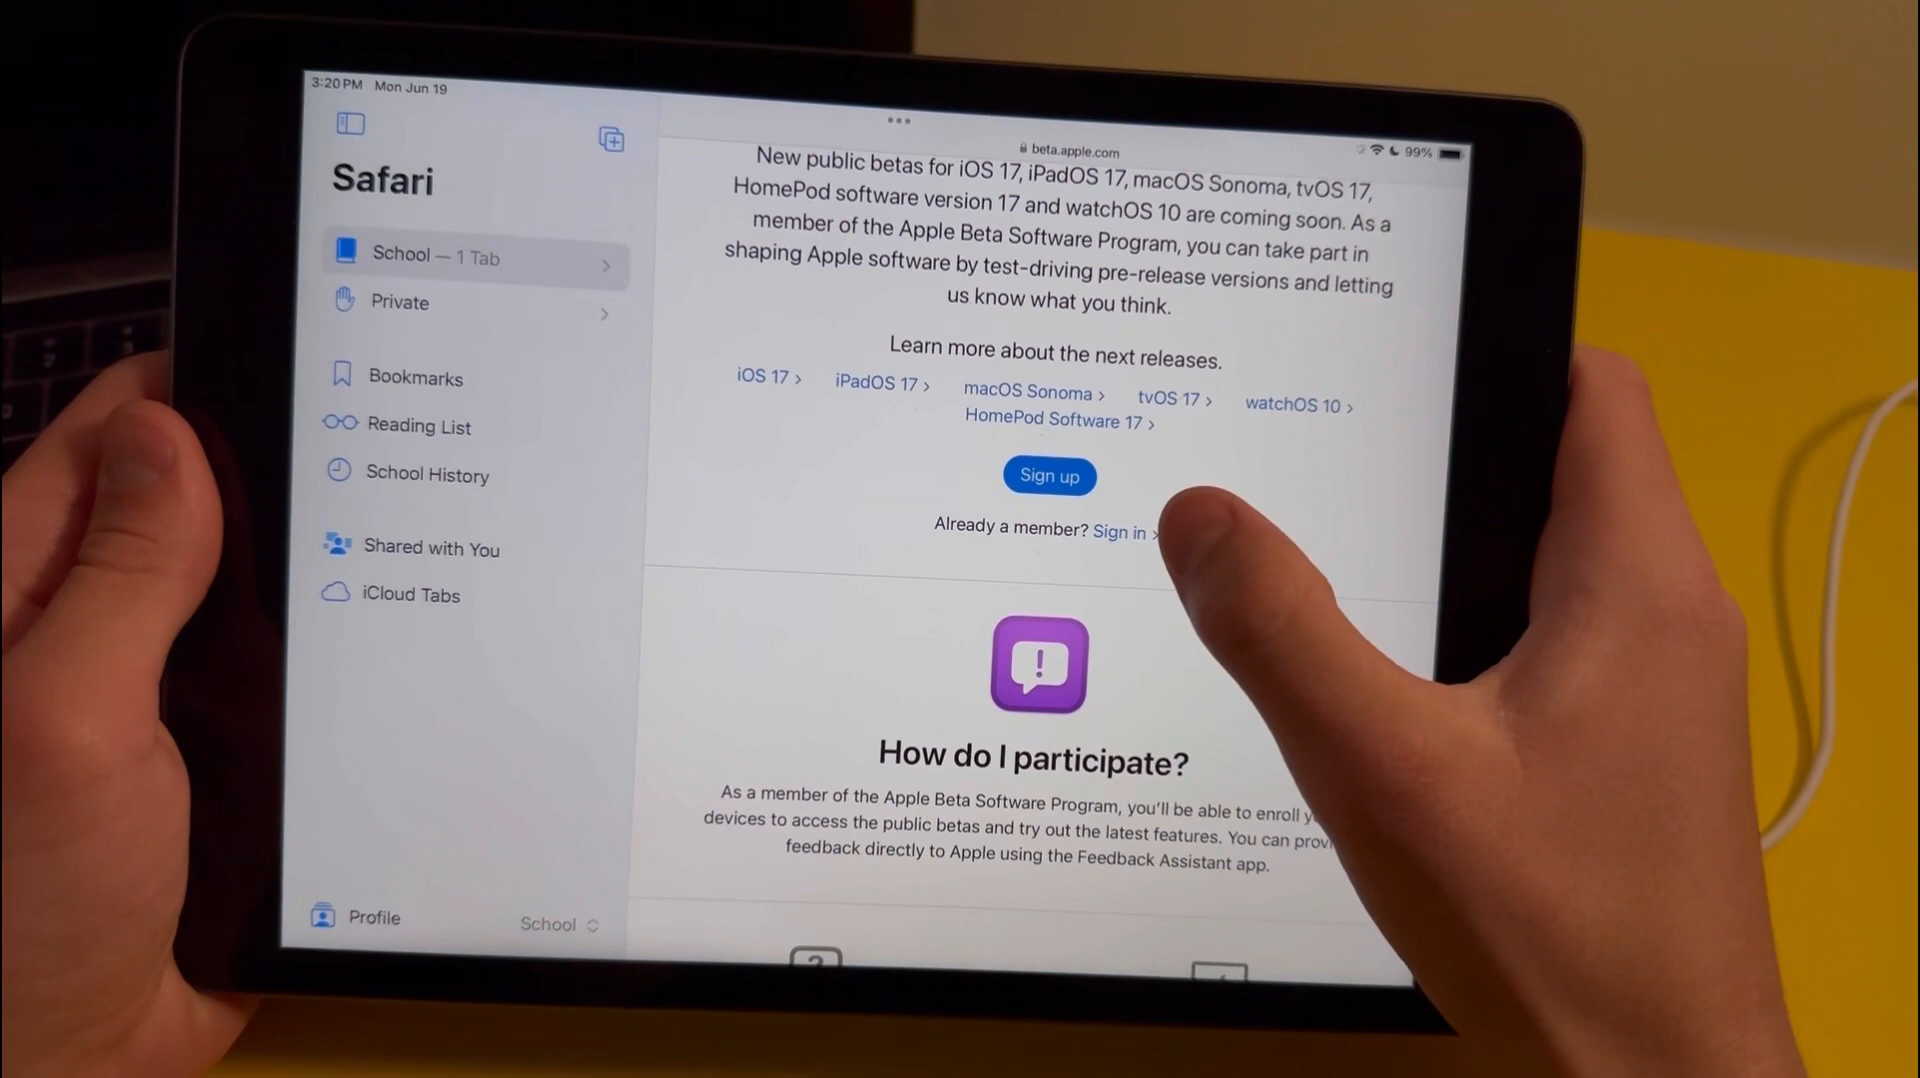 3:20 PM Mon Jun 19
Safari
School — 1 Tab
Private
Bookmarks
Reading List
School History
Shared with You
iCloud Tabs
Profile
School
beta.apple.com
99%
New public betas for iOS 17, iPadOS 17, macOS Sonoma, tvOS 17,
HomePod software version 17 and watchOS 10 are coming soon. As a
member of the Apple Beta Software Program, you can take part in
shaping Apple software by test-driving pre-release versions and letting
us know what you think.
Learn more about the next releases.
iOS 17 > iPadOS 17 > macOS Sonoma > tvOS 17 > watchOS 10 >
HomePod Software 17 >
Sign up
Already a member? Sign in >
!
How do I participate?
As a member of the Apple Beta Software Program, you'll be able to enroll
devices to access the public betas and try out the latest features. You can
feedback directly to Apple using the Feedback Assistant app.
?